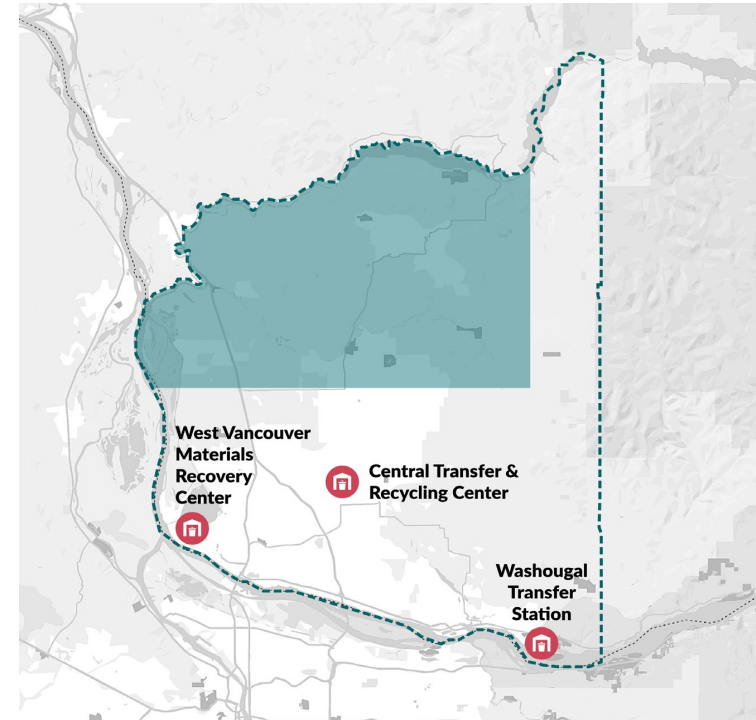 West Vancouver
Materials
Recovery
Center
Central Transfer &
Recycling Center
Washougal
Transfer
Station